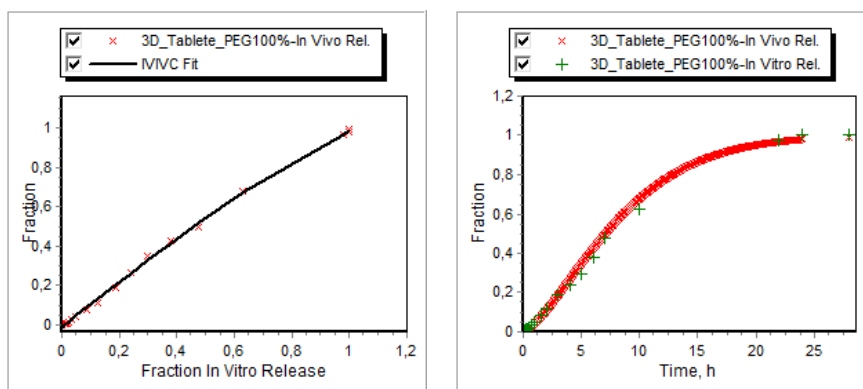 3D_Tablete_PEG100%-In Vivo Rel.
IVIVC Fit
Fraction
1
0,8
0,6
0,4
0,2
0
0 0,2 0,4 0,6 0,8 1 1,2
Fraction In Vitro Release
3D_Tablete_PEG100%-In Vivo Rel.
3D_Tablete_PEG100%-In Vitro Rel.
Fraction
1,2
1
0,8
0,6
0,4
0,2
0
0 5 10 15 20 25
Time, h